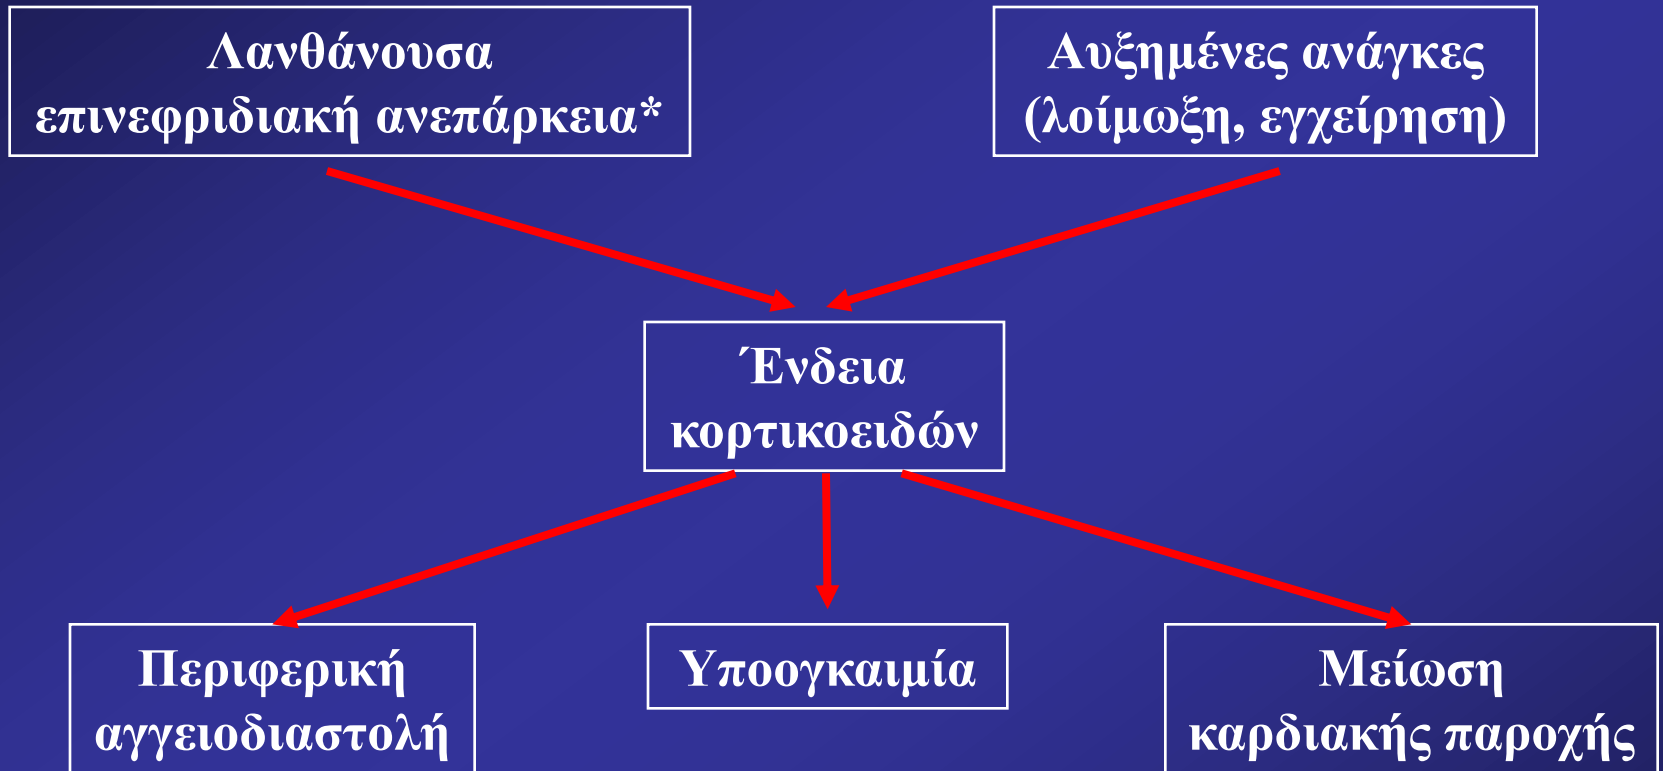 Λανθάνουσα
επινεφριδιακή ανεπάρκεια*
Αυξημένες ανάγκες
(λοίμωξη, εγχείρηση)
Ένδεια
κορτικοειδών
Περιφερική
αγγειοδιαστολή
Υποογκαιμία
Μείωση
καρδιακής παροχής